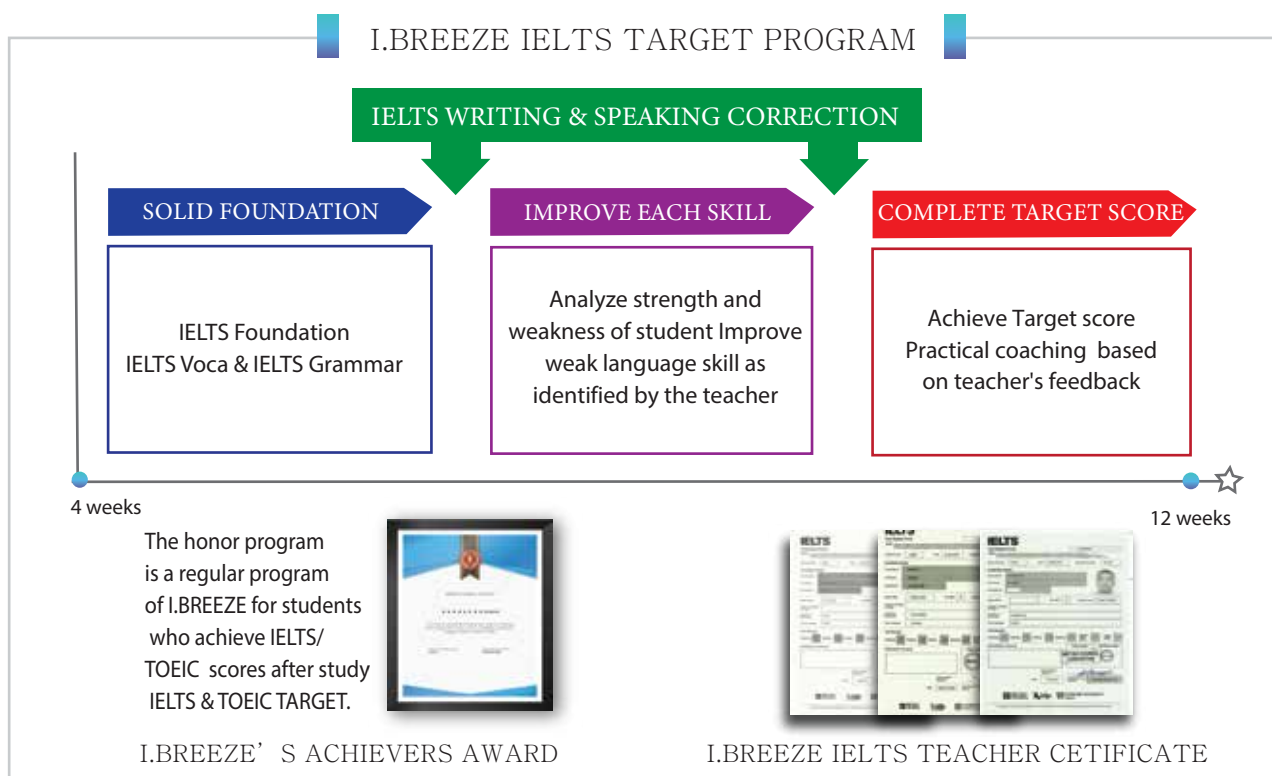 I.BREEZE IELTS TARGET PROGRAM
IELTS WRITING & SPEAKING CORRECTION
SOLID FOUNDATION
IELTS Foundation
IELTS Voca & IELTS Grammar
IMPROVE EACH SKILL
Analyze strength and
weakness of student Improve
weak language skill as
identified by the teacher
COMPLETE TARGET SCORE
Achieve Target score
Practical coaching based
on teacher's feedback
4 weeks
12 weeks
The honor program
is a regular program
of I.BREEZE for students
who achieve IELTS/
TOEIC scores after study
IELTS & TOEIC TARGET.
IELTS
IELTS
IELTS
I.BREEZE' S ACHIEVERS AWARD
I.BREEZE IELTS TEACHER CETIFICATE